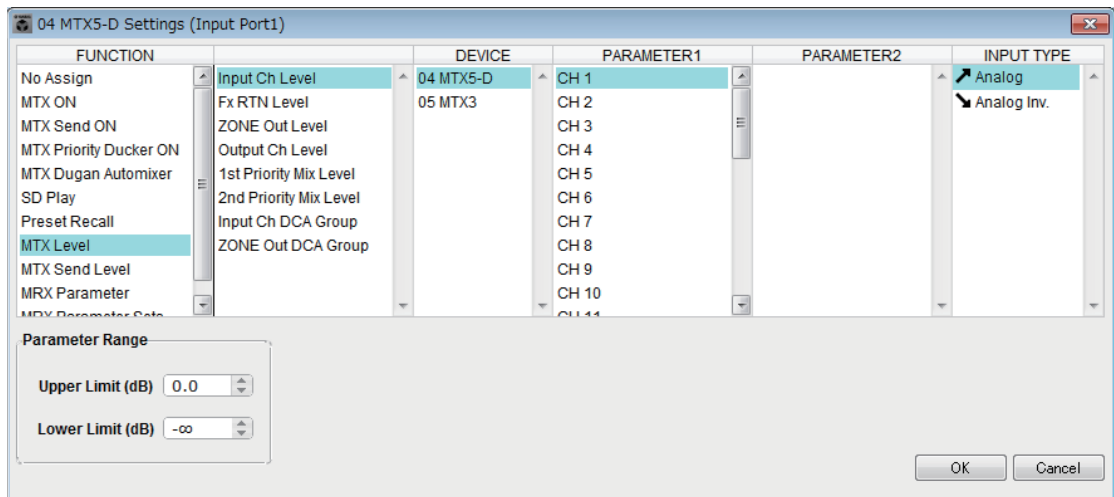 04 MTX5-D Settings (Input Port1)
FUNCTION DEVICE PARAMETER1 PARAMETER2 INPUT TYPE
No Assign Input Ch Level 04 MTX5-D CH 1 Analog
MTX ON Fx RTN Level 05 MTX3 CH 2 Analog Inv.
MTX Send ON ZONE Out Level CH 3
MTX Priority Ducker ON Output Ch Level CH 4
MTX Dugan Automixer 1st Priority Mix Level CH 5
SD Play 2nd Priority Mix Level CH 6
Preset Recall Input Ch DCA Group CH 7
MTX Level ZONE Out DCA Group CH 8
MTX Send Level CH 9
MRX Parameter CH 10
MRX Parameter Sets CH 11
Parameter Range
Upper Limit (dB) 0.0
Lower Limit (dB) -∞
OK Cancel